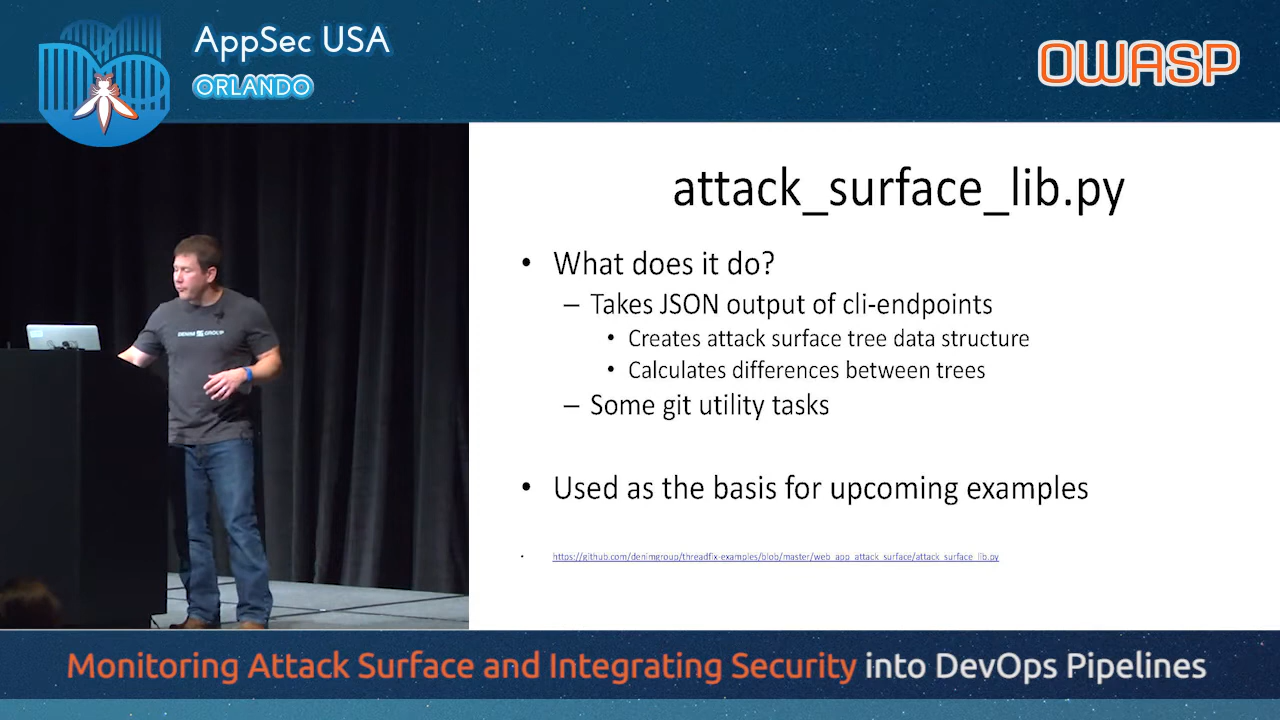 AppSec USA
ORLANDO
OWASP
DENIM GROUP
attack_surface_lib.py
• What does it do?
– Takes JSON output of cli-endpoints
• Creates attack surface tree data structure
• Calculates differences between trees
– Some git utility tasks
• Used as the basis for upcoming examples
• https://github.com/denimgroup/threadfix-examples/blob/master/web_app_attack_surface/attack_surface_lib.py
Monitoring Attack Surface and Integrating Security into DevOps Pipelines